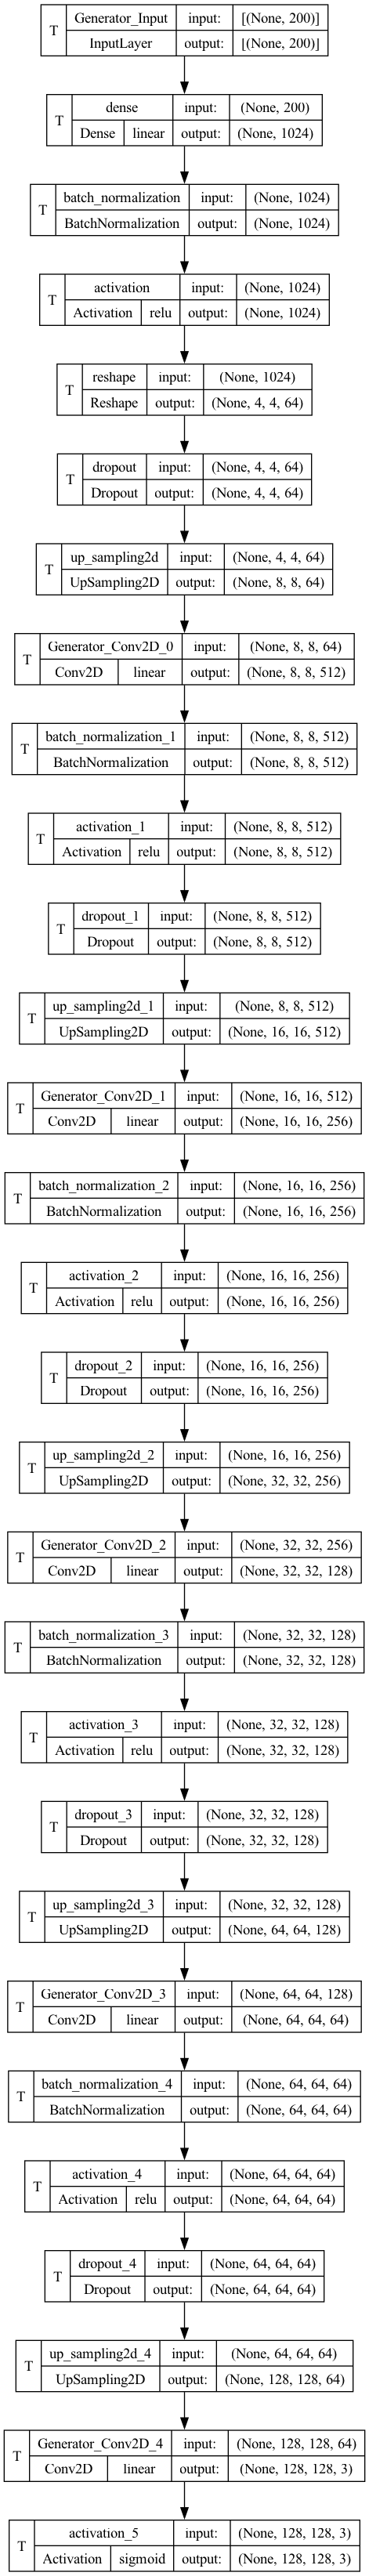 T Generator_Input input: [(None, 200)]
InputLayer output: [(None, 200)]
T dense input: (None, 200)
Dense linear output: (None, 1024)
T batch_normalization input: (None, 1024)
BatchNormalization output: (None, 1024)
T activation input: (None, 1024)
Activation relu output: (None, 1024)
T reshape input: (None, 1024)
Reshape output: (None, 4, 4, 64)
T dropout input: (None, 4, 4, 64)
Dropout output: (None, 4, 4, 64)
T up_sampling2d input: (None, 4, 4, 64)
UpSampling2D output: (None, 8, 8, 64)
T Generator_Conv2D_0 input: (None, 8, 8, 64)
Conv2D linear output: (None, 8, 8, 512)
T batch_normalization_1 input: (None, 8, 8, 512)
BatchNormalization output: (None, 8, 8, 512)
T activation_1 input: (None, 8, 8, 512)
Activation relu output: (None, 8, 8, 512)
T dropout_1 input: (None, 8, 8, 512)
Dropout output: (None, 8, 8, 512)
T up_sampling2d_1 input: (None, 8, 8, 512)
UpSampling2D output: (None, 16, 16, 512)
T Generator_Conv2D_1 input: (None, 16, 16, 512)
Conv2D linear output: (None, 16, 16, 256)
T batch_normalization_2 input: (None, 16, 16, 256)
BatchNormalization output: (None, 16, 16, 256)
T activation_2 input: (None, 16, 16, 256)
Activation relu output: (None, 16, 16, 256)
T dropout_2 input: (None, 16, 16, 256)
Dropout output: (None, 16, 16, 256)
T up_sampling2d_2 input: (None, 16, 16, 256)
UpSampling2D output: (None, 32, 32, 256)
T Generator_Conv2D_2 input: (None, 32, 32, 256)
Conv2D linear output: (None, 32, 32, 128)
T batch_normalization_3 input: (None, 32, 32, 128)
BatchNormalization output: (None, 32, 32, 128)
T activation_3 input: (None, 32, 32, 128)
Activation relu output: (None, 32, 32, 128)
T dropout_3 input: (None, 32, 32, 128)
Dropout output: (None, 32, 32, 128)
T up_sampling2d_3 input: (None, 32, 32, 128)
UpSampling2D output: (None, 64, 64, 128)
T Generator_Conv2D_3 input: (None, 64, 64, 128)
Conv2D linear output: (None, 64, 64, 64)
T batch_normalization_4 input: (None, 64, 64, 64)
BatchNormalization output: (None, 64, 64, 64)
T activation_4 input: (None, 64, 64, 64)
Activation relu output: (None, 64, 64, 64)
T dropout_4 input: (None, 64, 64, 64)
Dropout output: (None, 64, 64, 64)
T up_sampling2d_4 input: (None, 64, 64, 64)
UpSampling2D output: (None, 128, 128, 64)
T Generator_Conv2D_4 input: (None, 128, 128, 64)
Conv2D linear output: (None, 128, 128, 3)
T activation_5 input: (None, 128, 128, 3)
Activation sigmoid output: (None, 128, 128, 3)